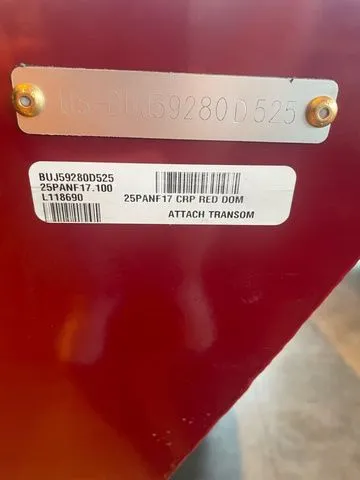 US-BUJ59280D525
BUJ59280D525
25PANF17.100
L118690
25PANF17 CRP RED DOM
ATTACH TRANSOM